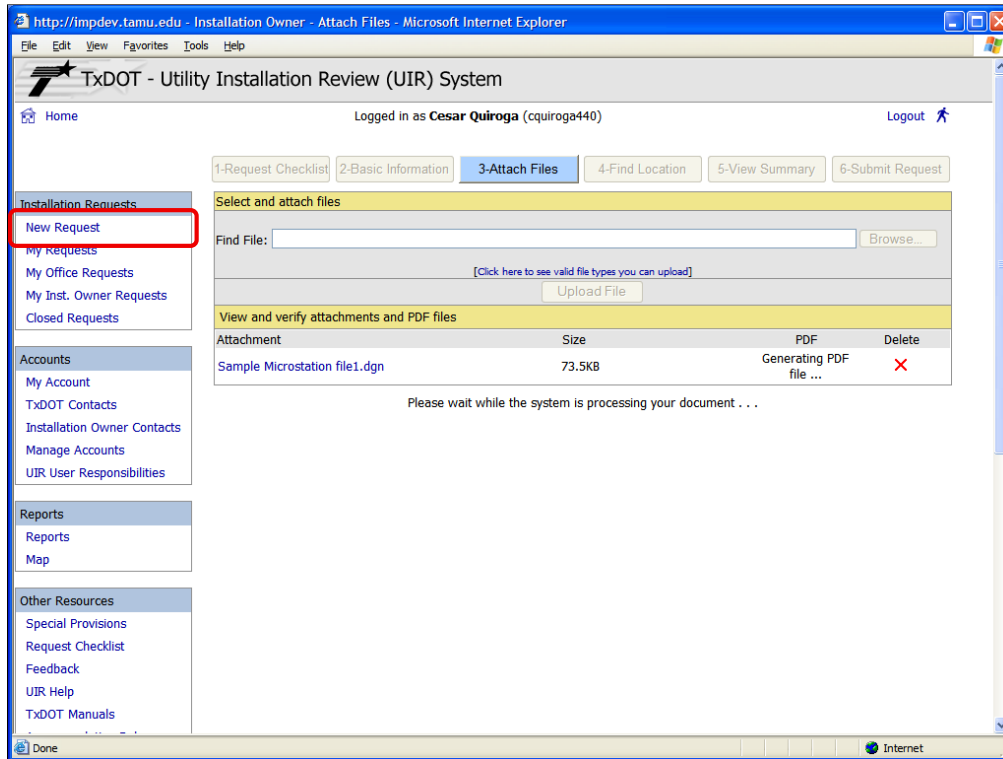 http://impdev.tamu.edu - Installation Owner - Attach Files - Microsoft Internet Explorer
File Edit View Favorites Tools Help
TxDOT - Utility Installation Review (UIR) System
Home Logged in as Cesar Quiroga (cquiroga440) Logout
1-Request Checklist 2-Basic Information 3-Attach Files 4-Find Location 5-View Summary 6-Submit Request
Installation Requests
New Request
My Requests
My Office Requests
My Inst. Owner Requests
Closed Requests
Accounts
My Account
TxDOT Contacts
Installation Owner Contacts
Manage Accounts
UIR User Responsibilities
Reports
Reports
Map
Other Resources
Special Provisions
Request Checklist
Feedback
UIR Help
TxDOT Manuals
Select and attach files
Find File: Browse...
[Click here to see valid file types you can upload]
Upload File
View and verify attachments and PDF files
Attachment Size PDF Delete
Sample Microstation file1.dgn 73.5KB Generating PDF
file ...
Please wait while the system is processing your document . . .
Done Internet